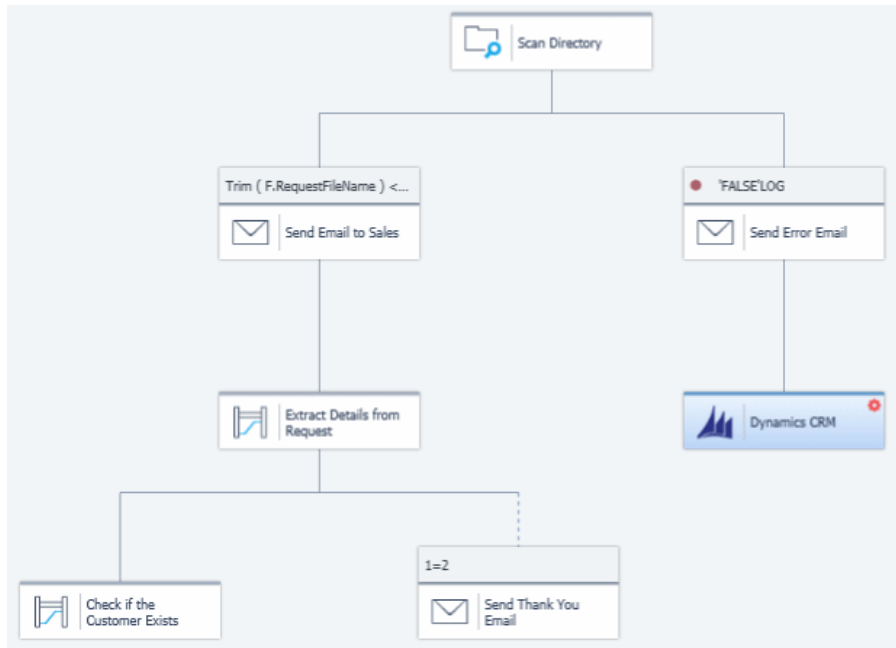 Scan Directory
Trim ( F.RequestFileName ) <...
Send Email to Sales
'FALSE'LOG
Send Error Email
Extract Details from
Request
Dynamics CRM
Check if the
Customer Exists
1=2
Send Thank You
Email